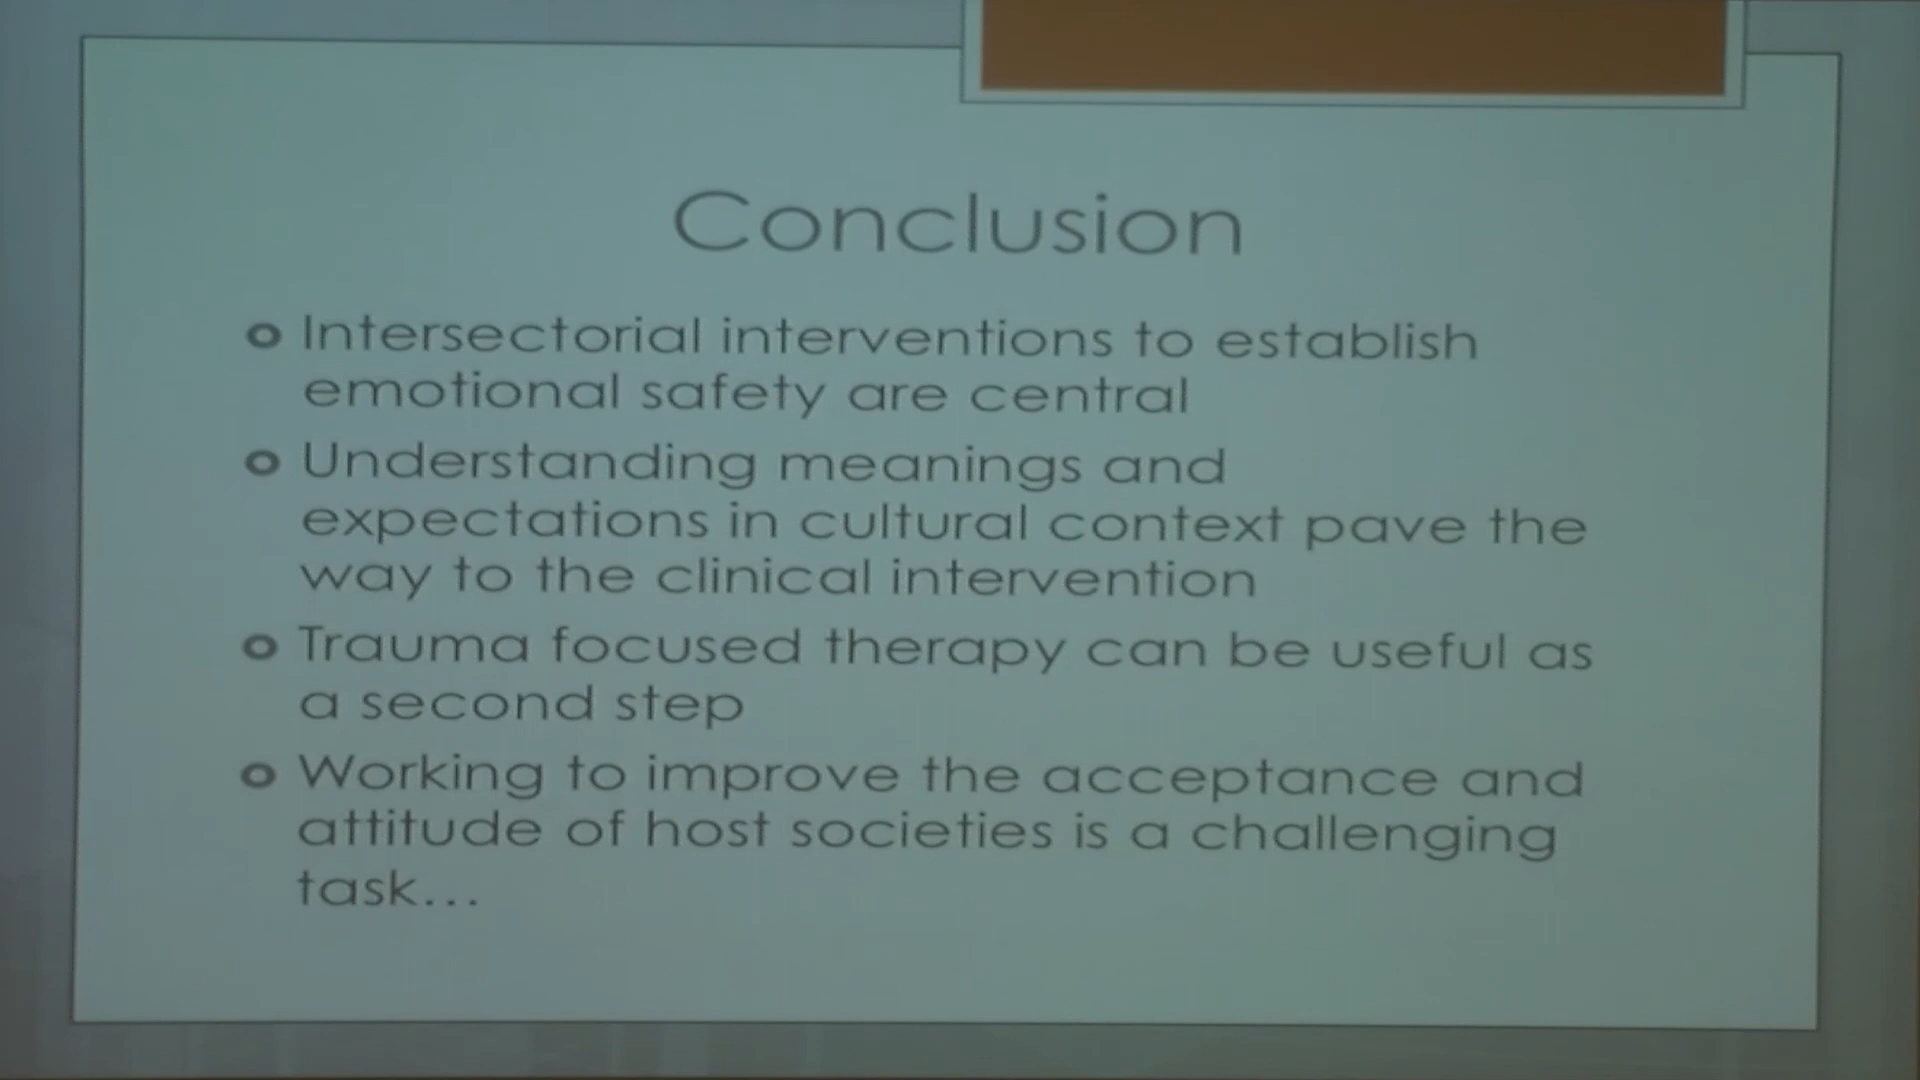 Conclusion
Intersectorial interventions to establish
emotional safety are central
Understanding meanings and
expectations in cultural context pave the
way to the clinical intervention
Trauma focused therapy can be useful as
a second step
Working to improve the acceptance and
attitude of host societies is a challenging
task...